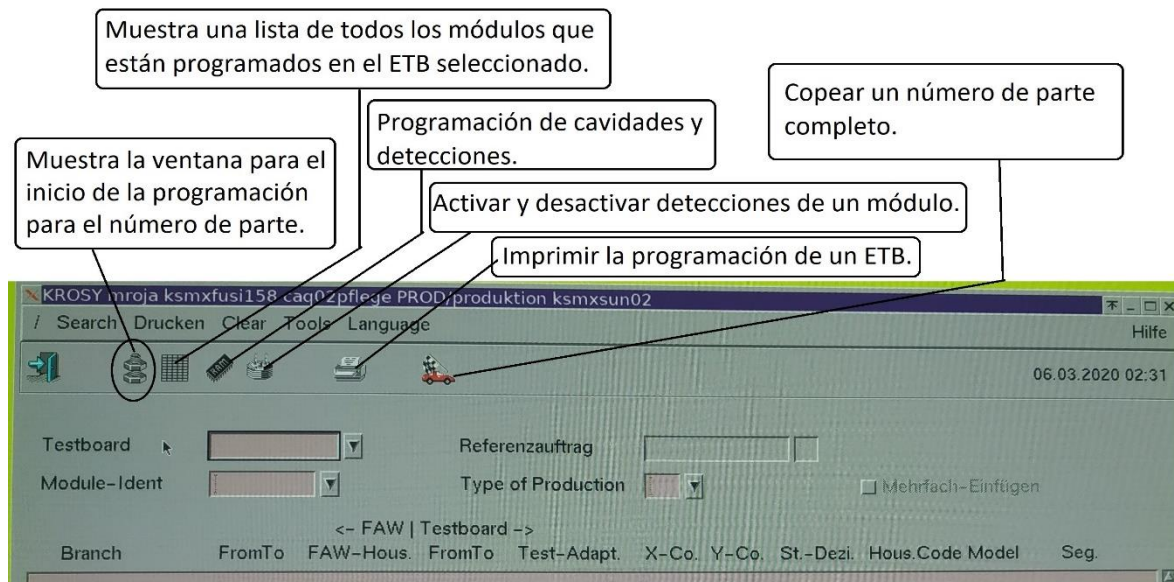 Muestra una lista de todos los módulos que
están programados en el ETB seleccionado.
Copear un número de parte
completo.
Programación de cavidades y
detecciones.
Muestra la ventana para el
inicio de la programación
para el número de parte.
Activar y desactivar detecciones de un módulo.
Imprimir la programación de un ETB.
KROSY mroja ksmxfusi158 caq02pflege PROD/produktion ksmxsun02
/ Search Drucken Clear Tools Language Hilfe
06.03.2020 02:31
Testboard Referenzauftrag
Module-Ident Type of Production Mehrfach-Einfügen
<- FAW | Testboard ->
Branch FromTo FAW-Hous. FromTo Test-Adapt. X-Co. Y-Co. St.-Dezi. Hous.Code Model Seg.